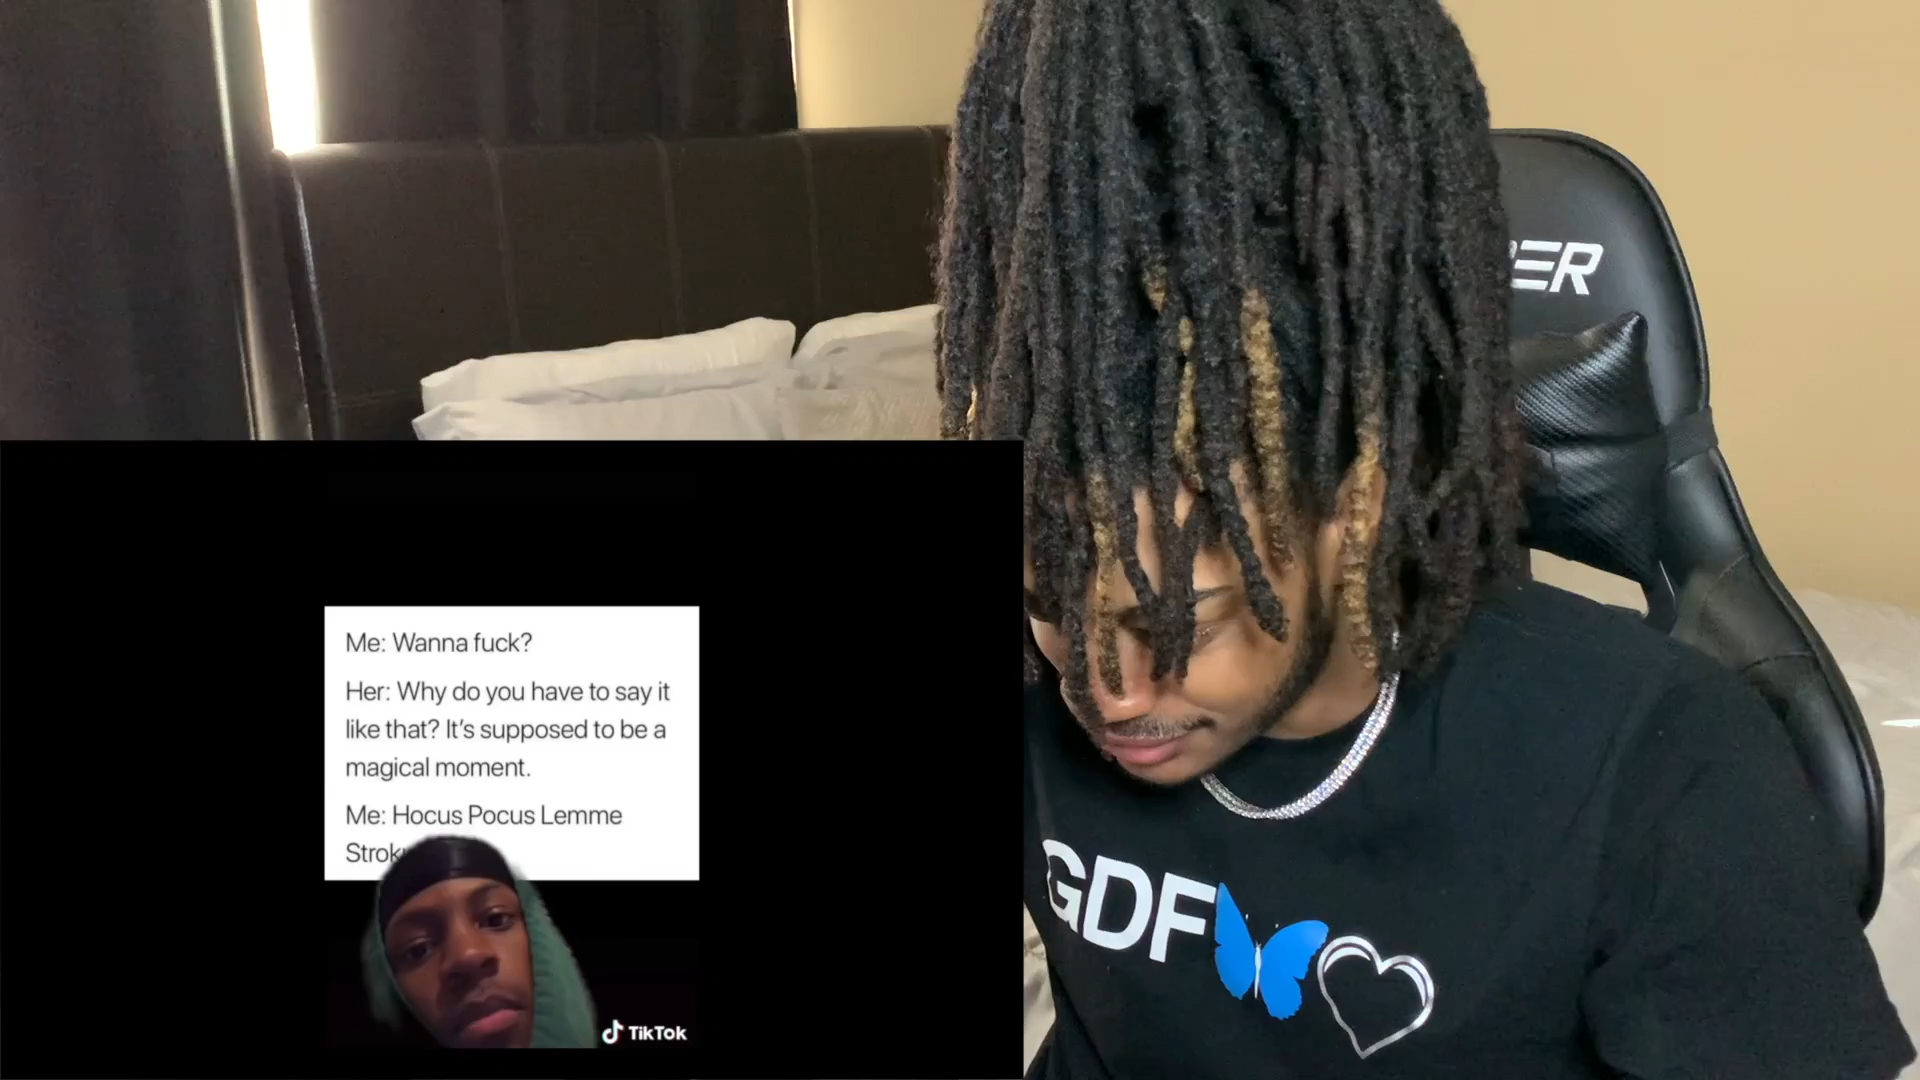 ER
Me: Wanna fuck?
Her: Why do you have to say it
like that? It's supposed to be a
magical moment.
Me: Hocus Pocus Lemme
GDF
TikTok